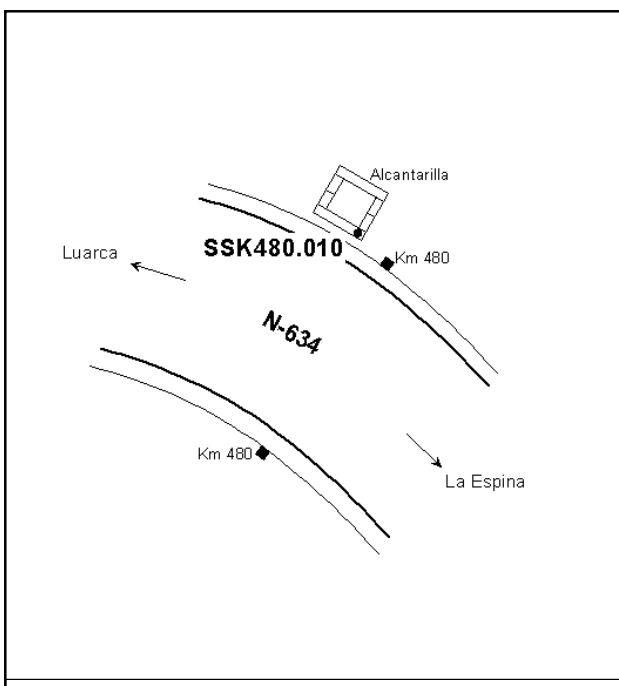 Alcantarilla
SSK480.010
Km 480
Luarca
N-634
Km 480
La Espina